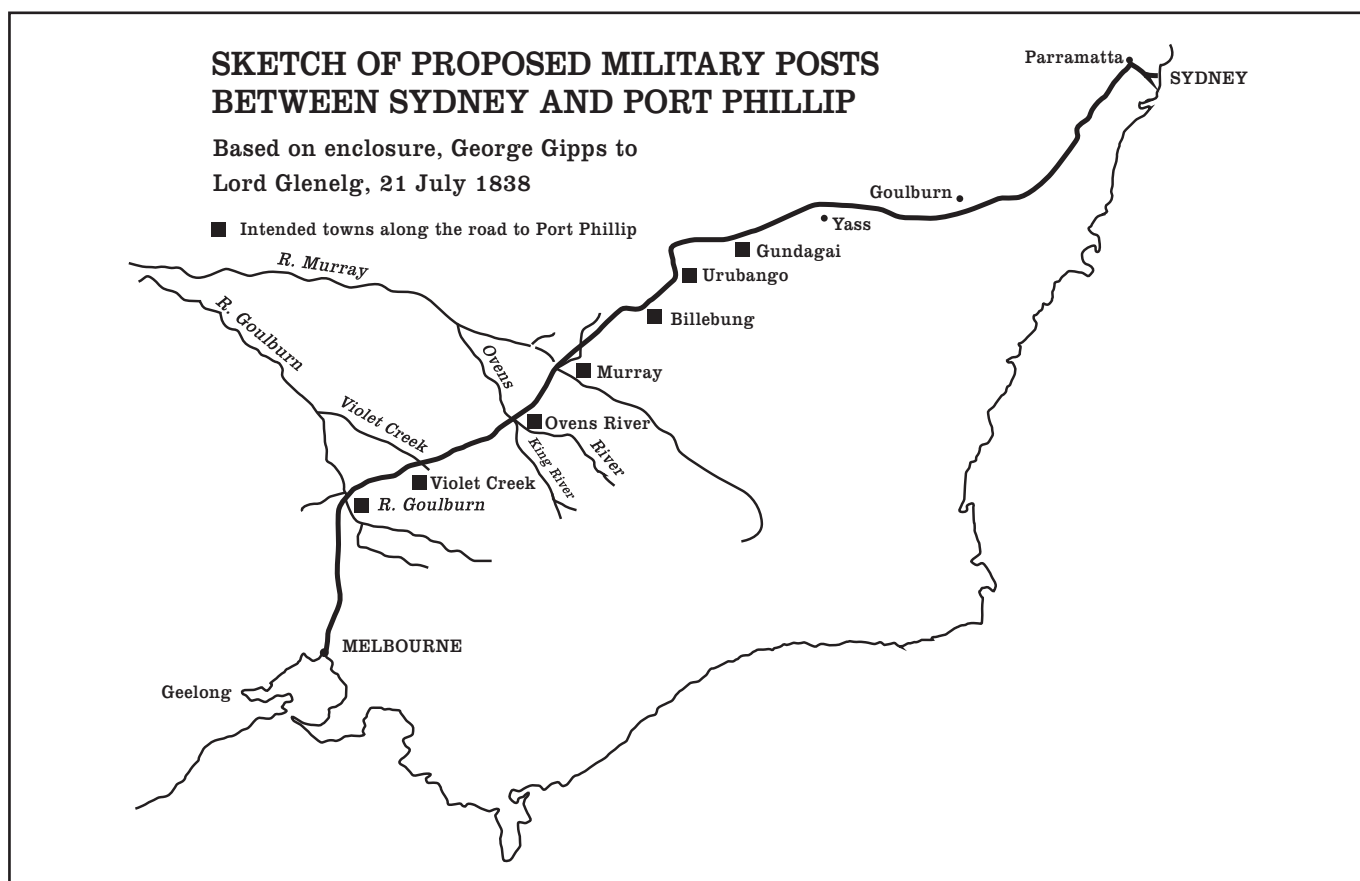 SKETCH OF PROPOSED MILITARY POSTS
BETWEEN SYDNEY AND PORT PHILLIP
Based on enclosure, George Gipps to
Lord Glenelg, 21 July 1838
Intended towns along the road to Port Phillip
Parramatta
SYDNEY
Goulburn
Yass
Gundagai
Urubango
Billebung
R. Murray
R. Goulburn
Ovens
Murray
Violet Creek
Ovens River
King River
River
Violet Creek
R. Goulburn
MELBOURNE
Geelong